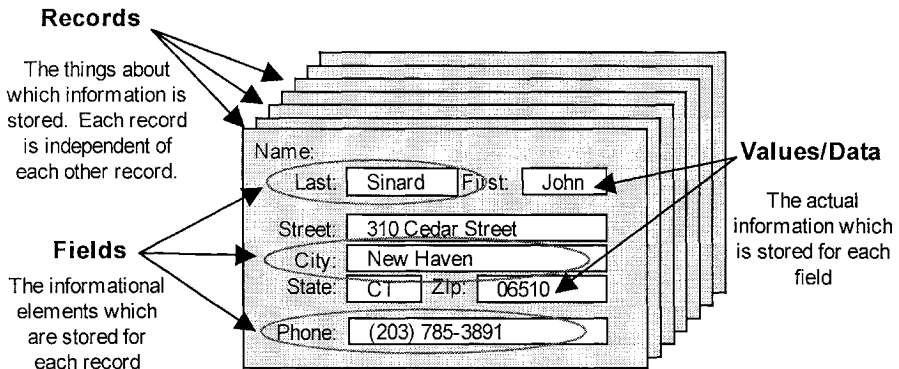 Records
The things about
which information is
stored. Each record
is independent of
each other record.
Fields
The informational
elements which
are stored for
each record
Name:
Last: Sinard First: John
Street: 310 Cedar Street
City: New Haven
State: CT Zip: 06510
Phone: (203) 785-3891
Values/Data
The actual
information which
is stored for each
field